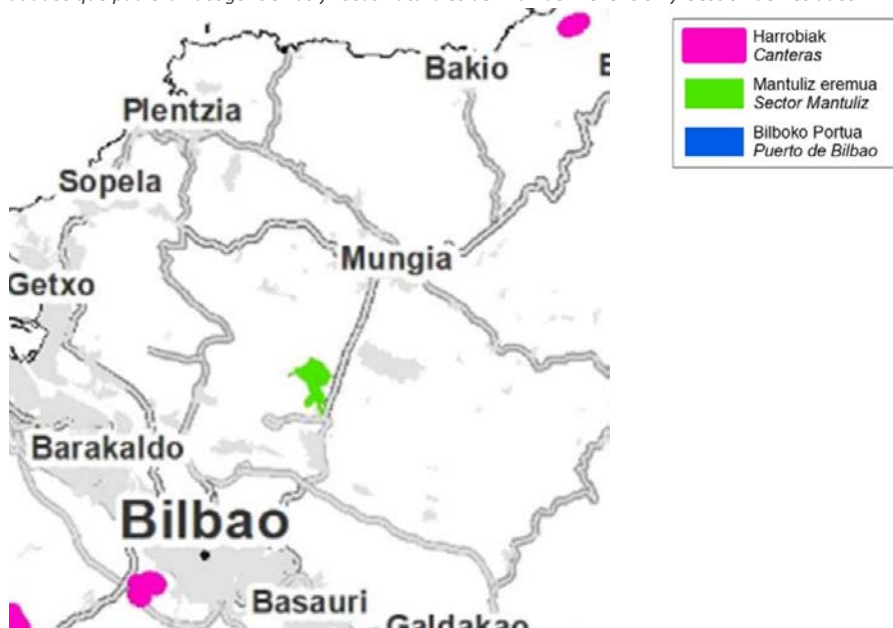 Bakio
Plentzia
Sopela
Mungia
Getxo
Barakaldo
Bilbao
Basauri
Galdakao
Harrobiak
Canteras
Mantuliz eremua
Sector Mantuliz
Bilboko Portua
Puerto de Bilbao